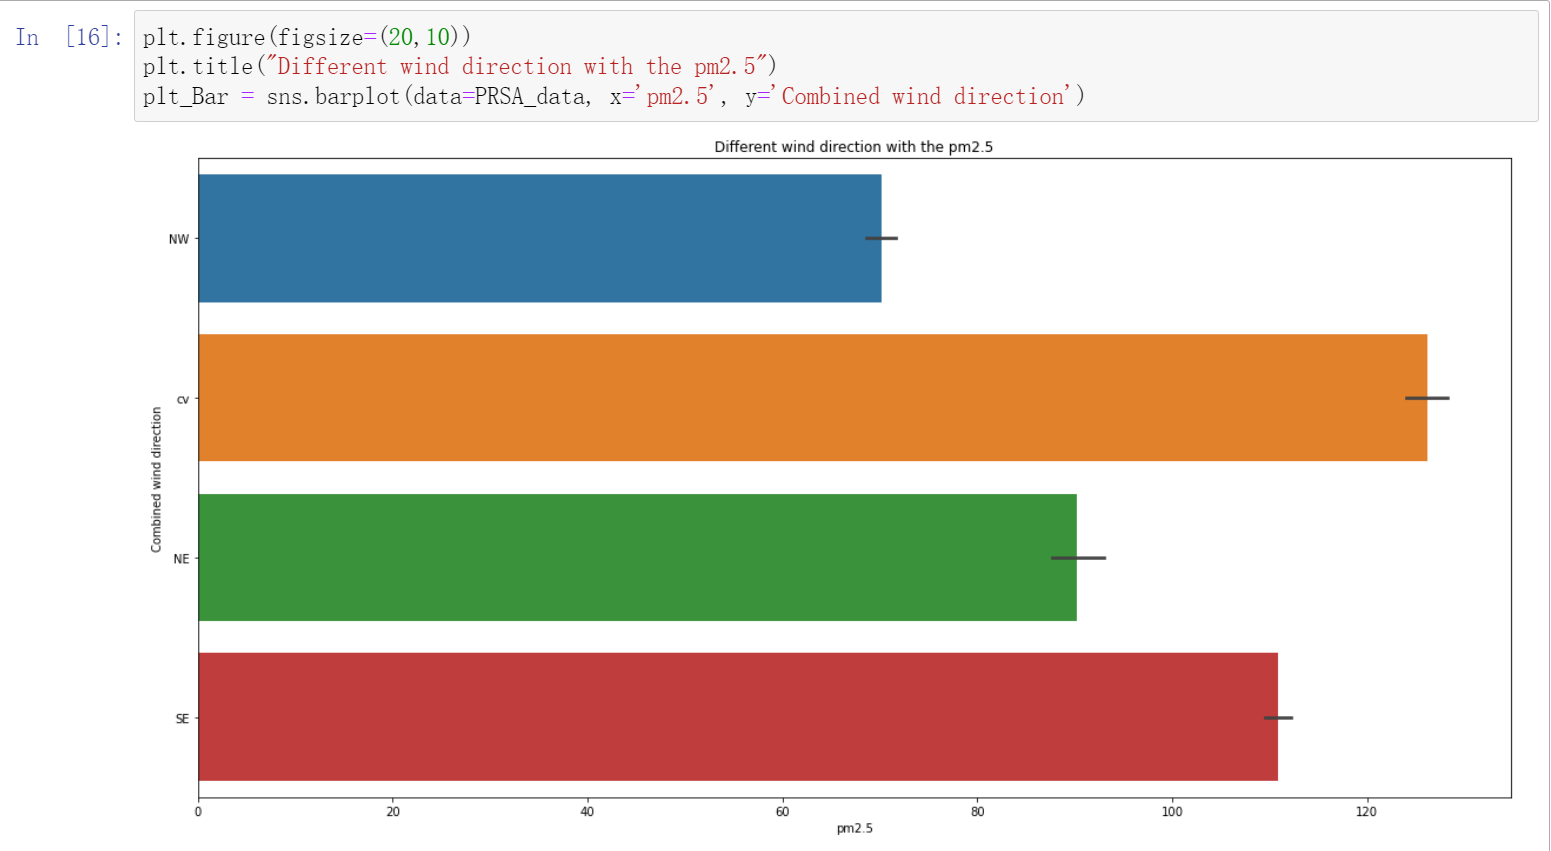 In [16]:
plt.figure(figsize=(20,10))
plt.title("Different wind direction with the pm2.5")
plt_Bar = sns.barplot(data=PRSA_data, x='pm2.5', y='Combined wind direction')
Different wind direction with the pm2.5
Combined wind direction
NW
cv
NE
SE
0 20 40 60 80 100 120
pm2.5